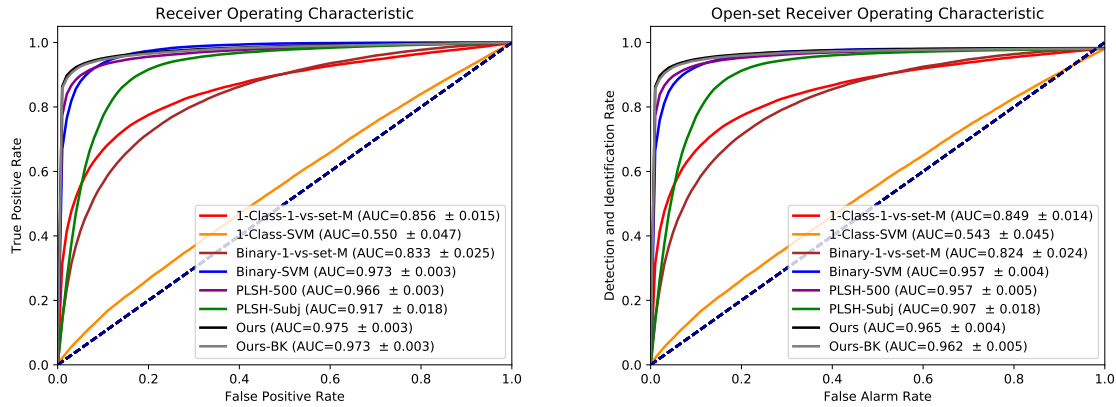 Receiver Operating Characteristic
1.0
0.8
0.6
0.4
0.2
0.0
True Positive Rate
1-Class-1-vs-set-M (AUC=0.856 ± 0.015)
1-Class-SVM (AUC=0.550 ± 0.047)
Binary-1-vs-set-M (AUC=0.833 ± 0.025)
Binary-SVM (AUC=0.973 ± 0.003)
PLSH-500 (AUC=0.966 ± 0.003)
PLSH-Subj (AUC=0.917 ± 0.018)
Ours (AUC=0.975 ± 0.003)
Ours-BK (AUC=0.973 ± 0.003)
0.0 0.2 0.4 0.6 0.8 1.0
False Positive Rate
Open-set Receiver Operating Characteristic
1.0
0.8
0.6
0.4
0.2
0.0
Detection and Identification Rate
1-Class-1-vs-set-M (AUC=0.849 ± 0.014)
1-Class-SVM (AUC=0.543 ± 0.045)
Binary-1-vs-set-M (AUC=0.824 ± 0.024)
Binary-SVM (AUC=0.957 ± 0.004)
PLSH-500 (AUC=0.957 ± 0.005)
PLSH-Subj (AUC=0.907 ± 0.018)
Ours (AUC=0.965 ± 0.004)
Ours-BK (AUC=0.962 ± 0.005)
0.0 0.2 0.4 0.6 0.8 1.0
False Alarm Rate